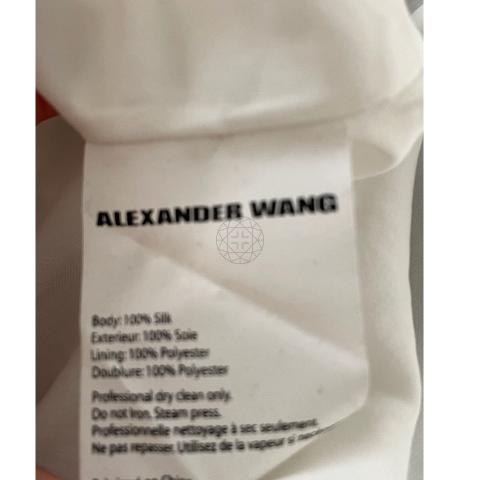 ALEXANDER WANG
Body: 100% Silk
Exterieur: 100% Soie
Lining: 100% Polyester
Doublure: 100% Polyester
Professional dry clean only.
Do not Iron. Steam press.
Professionnelle nettoyage à sec seulement.
Ne pas repasser. Utilisez de la vapeur si